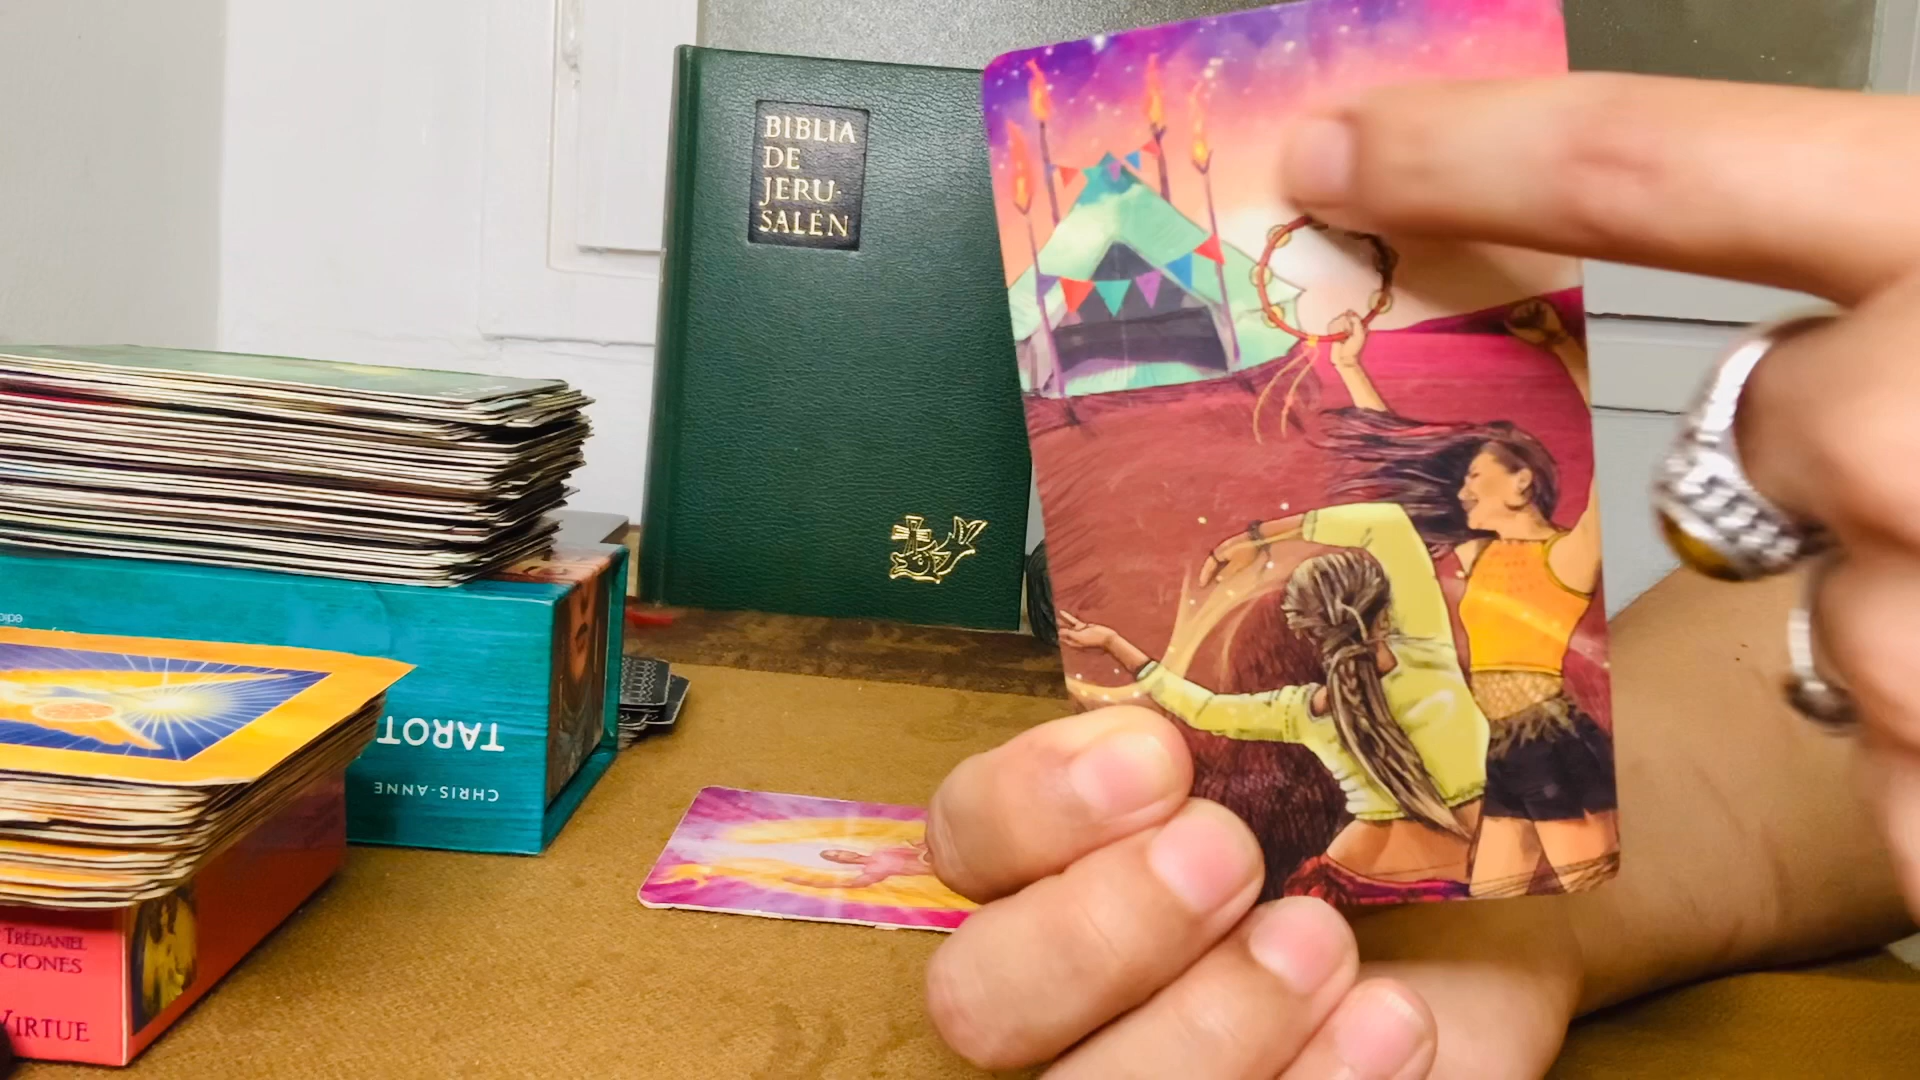 BIBLIA
DE
JERU-
SALÉN
TAROT
CHRIS-ANNE
TRÉDANIEL
CIONES
VIRTUE